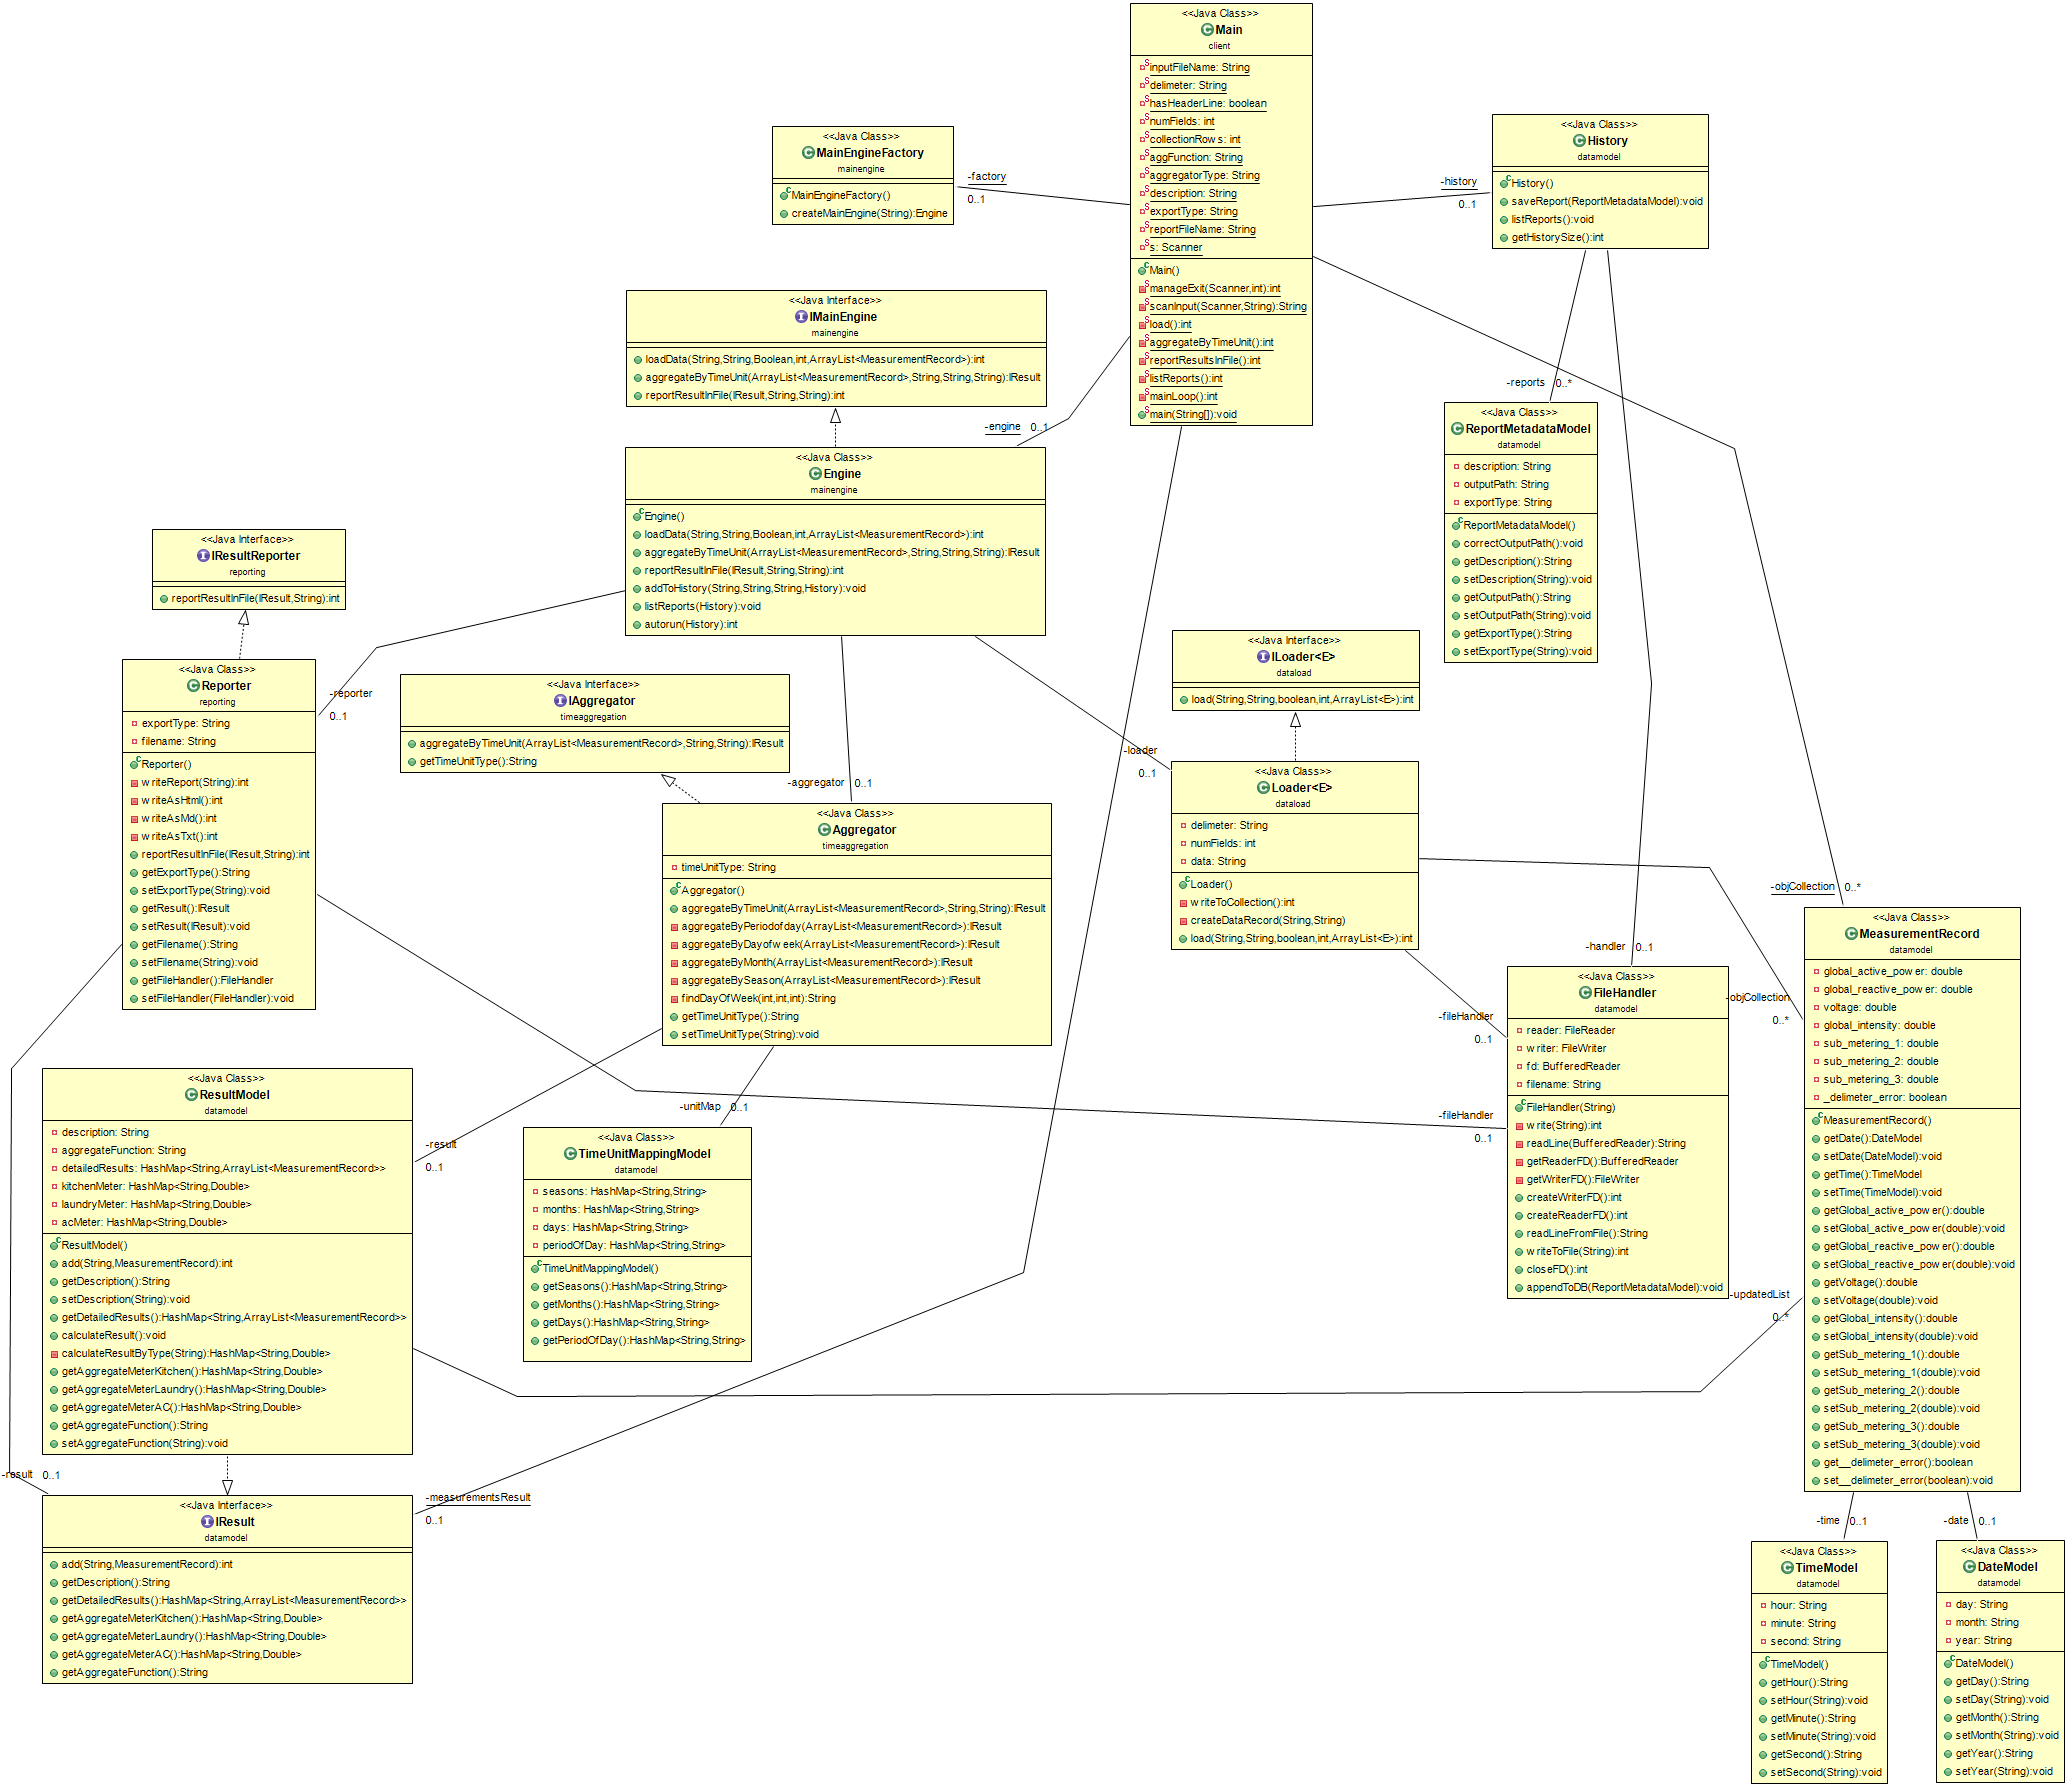 <<Java Class>>
Main
client
inputFileName: String
delimeter: String
hasHeaderLine: boolean
numFields: int
collectionRows: int
aggFunction: String
aggregatorType: String
description: String
exportType: String
reportFileName: String
s: Scanner
Main()
manageExit(Scanner,int):int
scanInput(Scanner,String):String
load():int
aggregateByTimeUnit():int
reportResultsInFile():int
listReports():int
mainLoop():int
main(String[]):void
<<Java Class>>
MainEngineFactory
mainengine
MainEngineFactory()
createMainEngine(String):Engine
-factory
0..1
-history
0..1
<<Java Class>>
History
datamodel
History()
saveReport(ReportMetadataModel):void
listReports():void
getHistorySize():int
<<Java Interface>>
IMainEngine
mainengine
loadData(String,String,Boolean,int,ArrayList<MeasurementRecord>):int
aggregateByTimeUnit(ArrayList<MeasurementRecord>,String,String,String):IResult
reportResultInFile(IResult,String,String):int
-engine 0..1
-reports 0..*
<<Java Class>>
ReportMetadataModel
datamodel
description: String
outputPath: String
exportType: String
ReportMetadataModel()
correctOutputPath():void
getDescription():String
setDescription(String):void
getOutputPath():String
setOutputPath(String):void
getExportType():String
setExportType(String):void
<<Java Class>>
Engine
mainengine
Engine()
loadData(String,String,Boolean,int,ArrayList<MeasurementRecord>):int
aggregateByTimeUnit(ArrayList<MeasurementRecord>,String,String,String):IResult
reportResultInFile(IResult,String,String):int
addToHistory(String,String,String,History):void
listReports(History):void
autorun(History):int
<<Java Interface>>
IResultReporter
reporting
reportResultInFile(IResult,String):int
<<Java Class>>
Reporter
reporting
exportType: String
filename: String
Reporter()
writeReport(String):int
writeAsHtml():int
writeAsMd():int
writeAsTxt():int
reportResultInFile(IResult,String):int
getExportType():String
setExportType(String):void
getResult():IResult
setResult(IResult):void
getFilename():String
setFilename(String):void
getFileHandler():FileHandler
setFileHandler(FileHandler):void
-reporter
0..1
<<Java Interface>>
IAggregator
timeaggregation
aggregateByTimeUnit(ArrayList<MeasurementRecord>,String,String):IResult
getTimeUnitType():String
-aggregator 0..1
<<Java Class>>
Aggregator
timeaggregation
timeUnitType: String
Aggregator()
aggregateByTimeUnit(ArrayList<MeasurementRecord>,String,String):IResult
aggregateByPeriodofday(ArrayList<MeasurementRecord>):IResult
aggregateByDayofweek(ArrayList<MeasurementRecord>):IResult
aggregateByMonth(ArrayList<MeasurementRecord>):IResult
aggregateBySeason(ArrayList<MeasurementRecord>):IResult
findDayOfWeek(int,int,int):String
getTimeUnitType():String
setTimeUnitType(String):void
<<Java Interface>>
ILoader<E>
dataload
load(String,String,boolean,int,ArrayList<E>):int
-loader
0..1
<<Java Class>>
Loader<E>
dataload
delimeter: String
numFields: int
data: String
Loader()
writeToCollection():int
createDataRecord(String,String)
load(String,String,boolean,int,ArrayList<E>):int
-objCollection 0..*
-handler 0..1
-objCollection
0..*
-fileHandler
0..1
<<Java Class>>
FileHandler
datamodel
reader: FileReader
writer: FileWriter
fd: BufferedReader
filename: String
FileHandler(String)
write(String):int
readLine(BufferedReader):String
getReaderFD():BufferedReader
getWriterFD():FileWriter
createWriterFD():int
createReaderFD():int
readLineFromFile():String
writeToFile(String):int
closeFD():int
appendToDB(ReportMetadataModel):void
-fileHandler
0..1
-updatedList
0..*
<<Java Class>>
MeasurementRecord
datamodel
global_active_power: double
global_reactive_power: double
voltage: double
global_intensity: double
sub_metering_1: double
sub_metering_2: double
sub_metering_3: double
_delimeter_error: boolean
MeasurementRecord()
getDate():DateModel
setDate(DateModel):void
getTime():TimeModel
setTime(TimeModel):void
getGlobal_active_power():double
setGlobal_active_power(double):void
getGlobal_reactive_power():double
setGlobal_reactive_power(double):void
getVoltage():double
setVoltage(double):void
getGlobal_intensity():double
setGlobal_intensity(double):void
getSub_metering_1():double
setSub_metering_1(double):void
getSub_metering_2():double
setSub_metering_2(double):void
getSub_metering_3():double
setSub_metering_3(double):void
get__delimeter_error():boolean
set__delimeter_error(boolean):void
<<Java Class>>
ResultModel
datamodel
description: String
aggregateFunction: String
detailedResults: HashMap<String,ArrayList<MeasurementRecord>>
kitchenMeter: HashMap<String,Double>
laundryMeter: HashMap<String,Double>
acMeter: HashMap<String,Double>
ResultModel()
add(String,MeasurementRecord):int
getDescription():String
setDescription(String):void
getDetailedResults():HashMap<String,ArrayList<MeasurementRecord>>
calculateResult():void
calculateResultByType(String):HashMap<String,Double>
getAggregateMeterKitchen():HashMap<String,Double>
getAggregateMeterLaundry():HashMap<String,Double>
getAggregateMeterAC():HashMap<String,Double>
getAggregateFunction():String
setAggregateFunction(String):void
-result
0..1
-unitMap 0..1
<<Java Class>>
TimeUnitMappingModel
datamodel
seasons: HashMap<String,String>
months: HashMap<String,String>
days: HashMap<String,String>
periodOfDay: HashMap<String,String>
TimeUnitMappingModel()
getSeasons():HashMap<String,String>
getMonths():HashMap<String,String>
getDays():HashMap<String,String>
getPeriodOfDay():HashMap<String,String>
-result 0..1
-measurementsResult
0..1
<<Java Interface>>
IResult
datamodel
add(String,MeasurementRecord):int
getDescription():String
getDetailedResults():HashMap<String,ArrayList<MeasurementRecord>>
getAggregateMeterKitchen():HashMap<String,Double>
getAggregateMeterLaundry():HashMap<String,Double>
getAggregateMeterAC():HashMap<String,Double>
getAggregateFunction():String
-time 0..1
-date 0..1
<<Java Class>>
TimeModel
datamodel
hour: String
minute: String
second: String
TimeModel()
getHour():String
setHour(String):void
getMinute():String
setMinute(String):void
getSecond():String
setSecond(String):void
<<Java Class>>
DateModel
datamodel
day: String
month: String
year: String
DateModel()
getDay():String
setDay(String):void
getMonth():String
setMonth(String):void
getYear():String
setYear(String):void